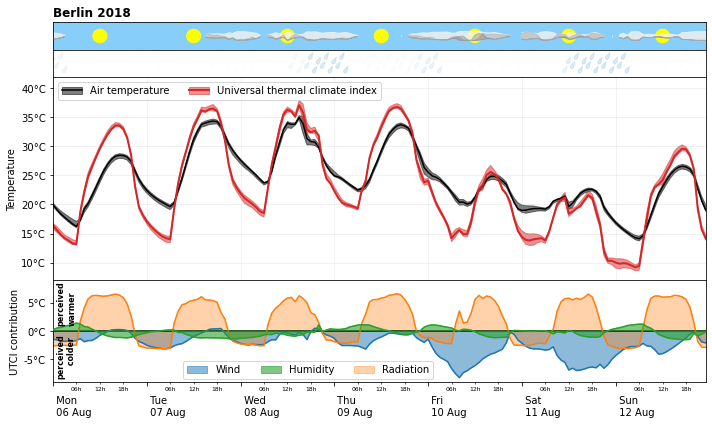 Berlin 2018
Air temperature
Universal thermal climate index
40°C
35°C
30°C
25°C
20°C
15°C
10°C
Temperature
5°C
0°C
-5°C
UTCI contribution
perceived warmer
perceived colder
Wind
Humidity
Radiation
06h 12h 18h 06h 12h 18h 06h 12h 18h 06h 12h 18h 06h 12h 18h 06h 12h 18h 06h 12h 18h
Mon Tue Wed Thu Fri Sat Sun
06 Aug 07 Aug 08 Aug 09 Aug 10 Aug 11 Aug 12 Aug